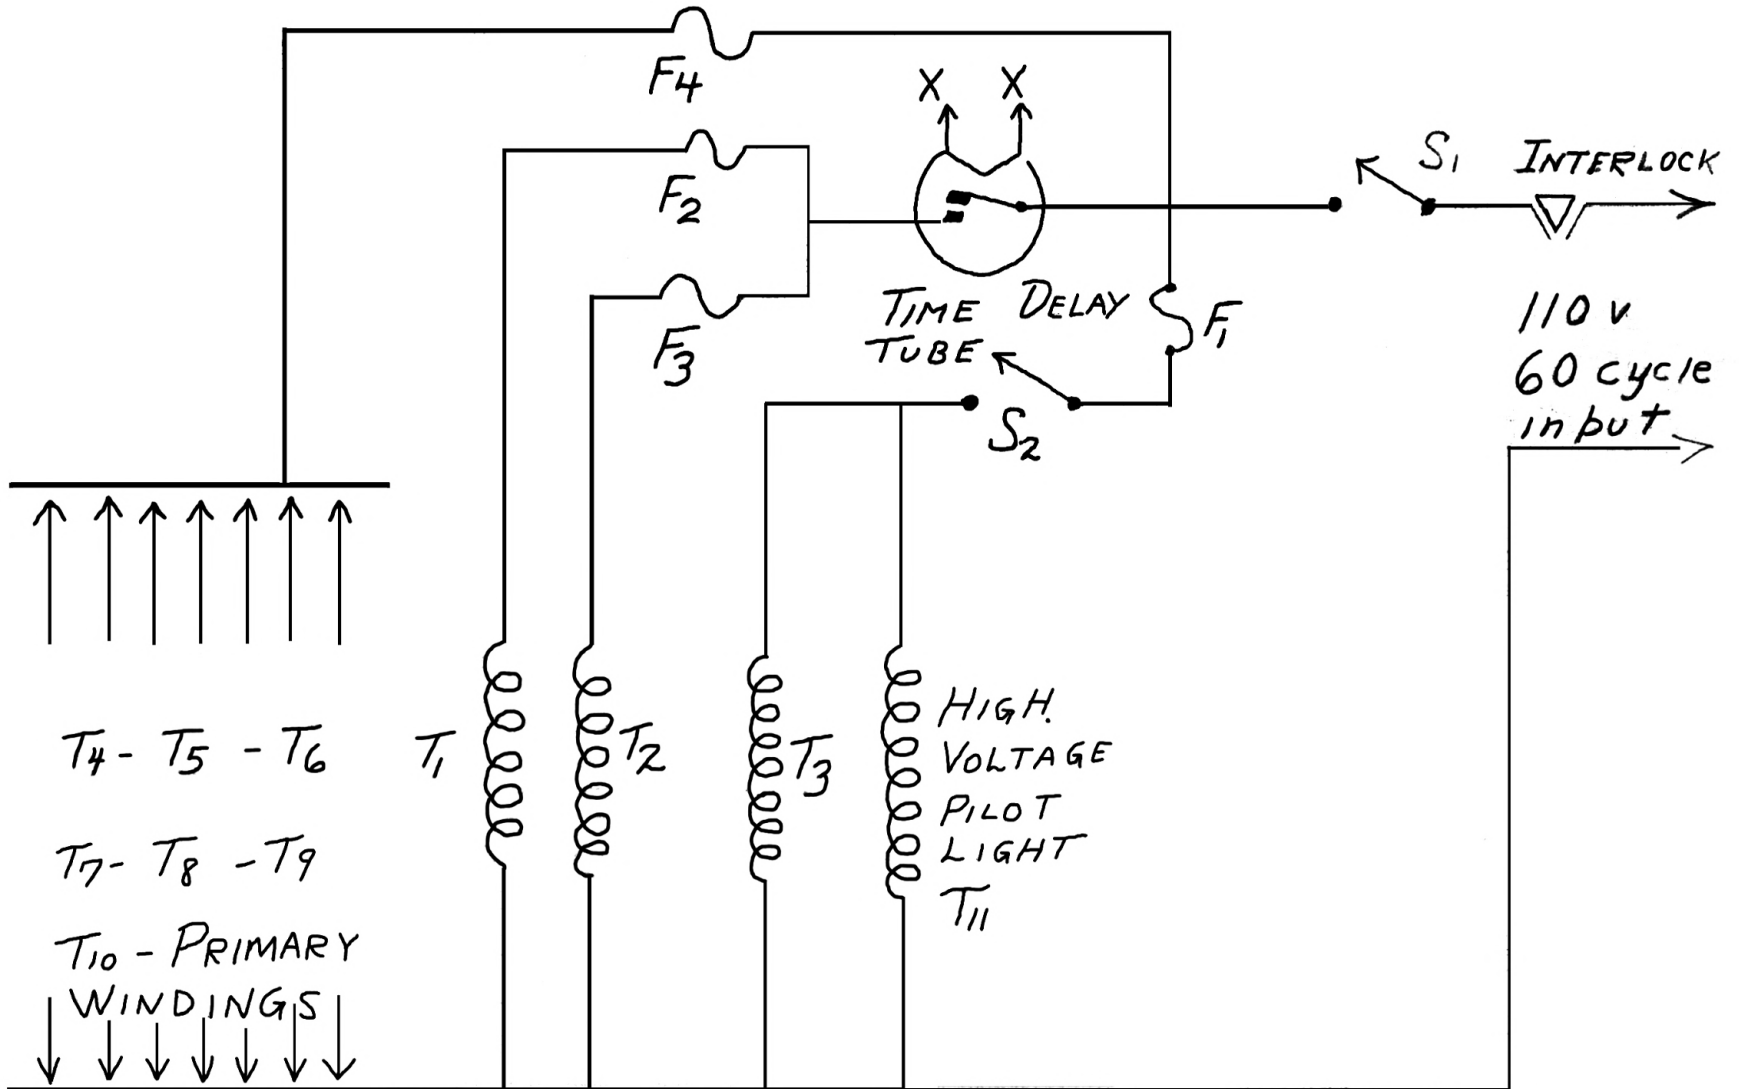 F4
X X
S1 INTERLOCK
F2
TIME DELAY
TUBE
F1
F3
110 v
60 cycle
input
S2
T4 - T5 - T6
T1
T2
T3
HIGH.
VOLTAGE
PILOT
LIGHT
T11
T7 - T8 - T9
T10 - PRIMARY
WINDINGS